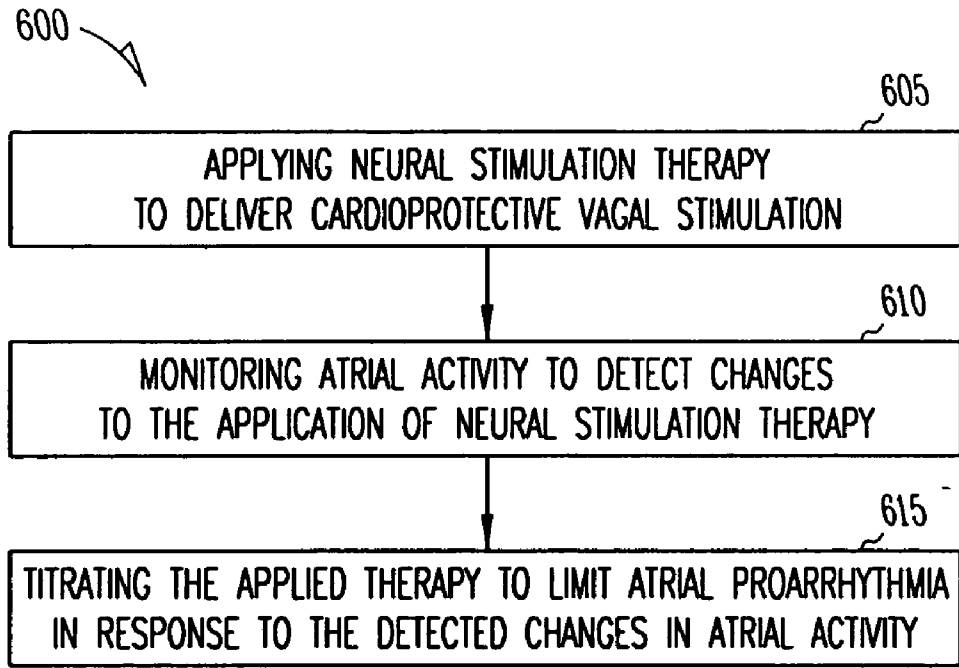 600
605
APPLYING NEURAL STIMULATION THERAPY
TO DELIVER CARDIOPROTECTIVE VAGAL STIMULATION
610
MONITORING ATRIAL ACTIVITY TO DETECT CHANGES
TO THE APPLICATION OF NEURAL STIMULATION THERAPY
615
TITRATING THE APPLIED THERAPY TO LIMIT ATRIAL PROARRHYTHMIA
IN RESPONSE TO THE DETECTED CHANGES IN ATRIAL ACTIVITY